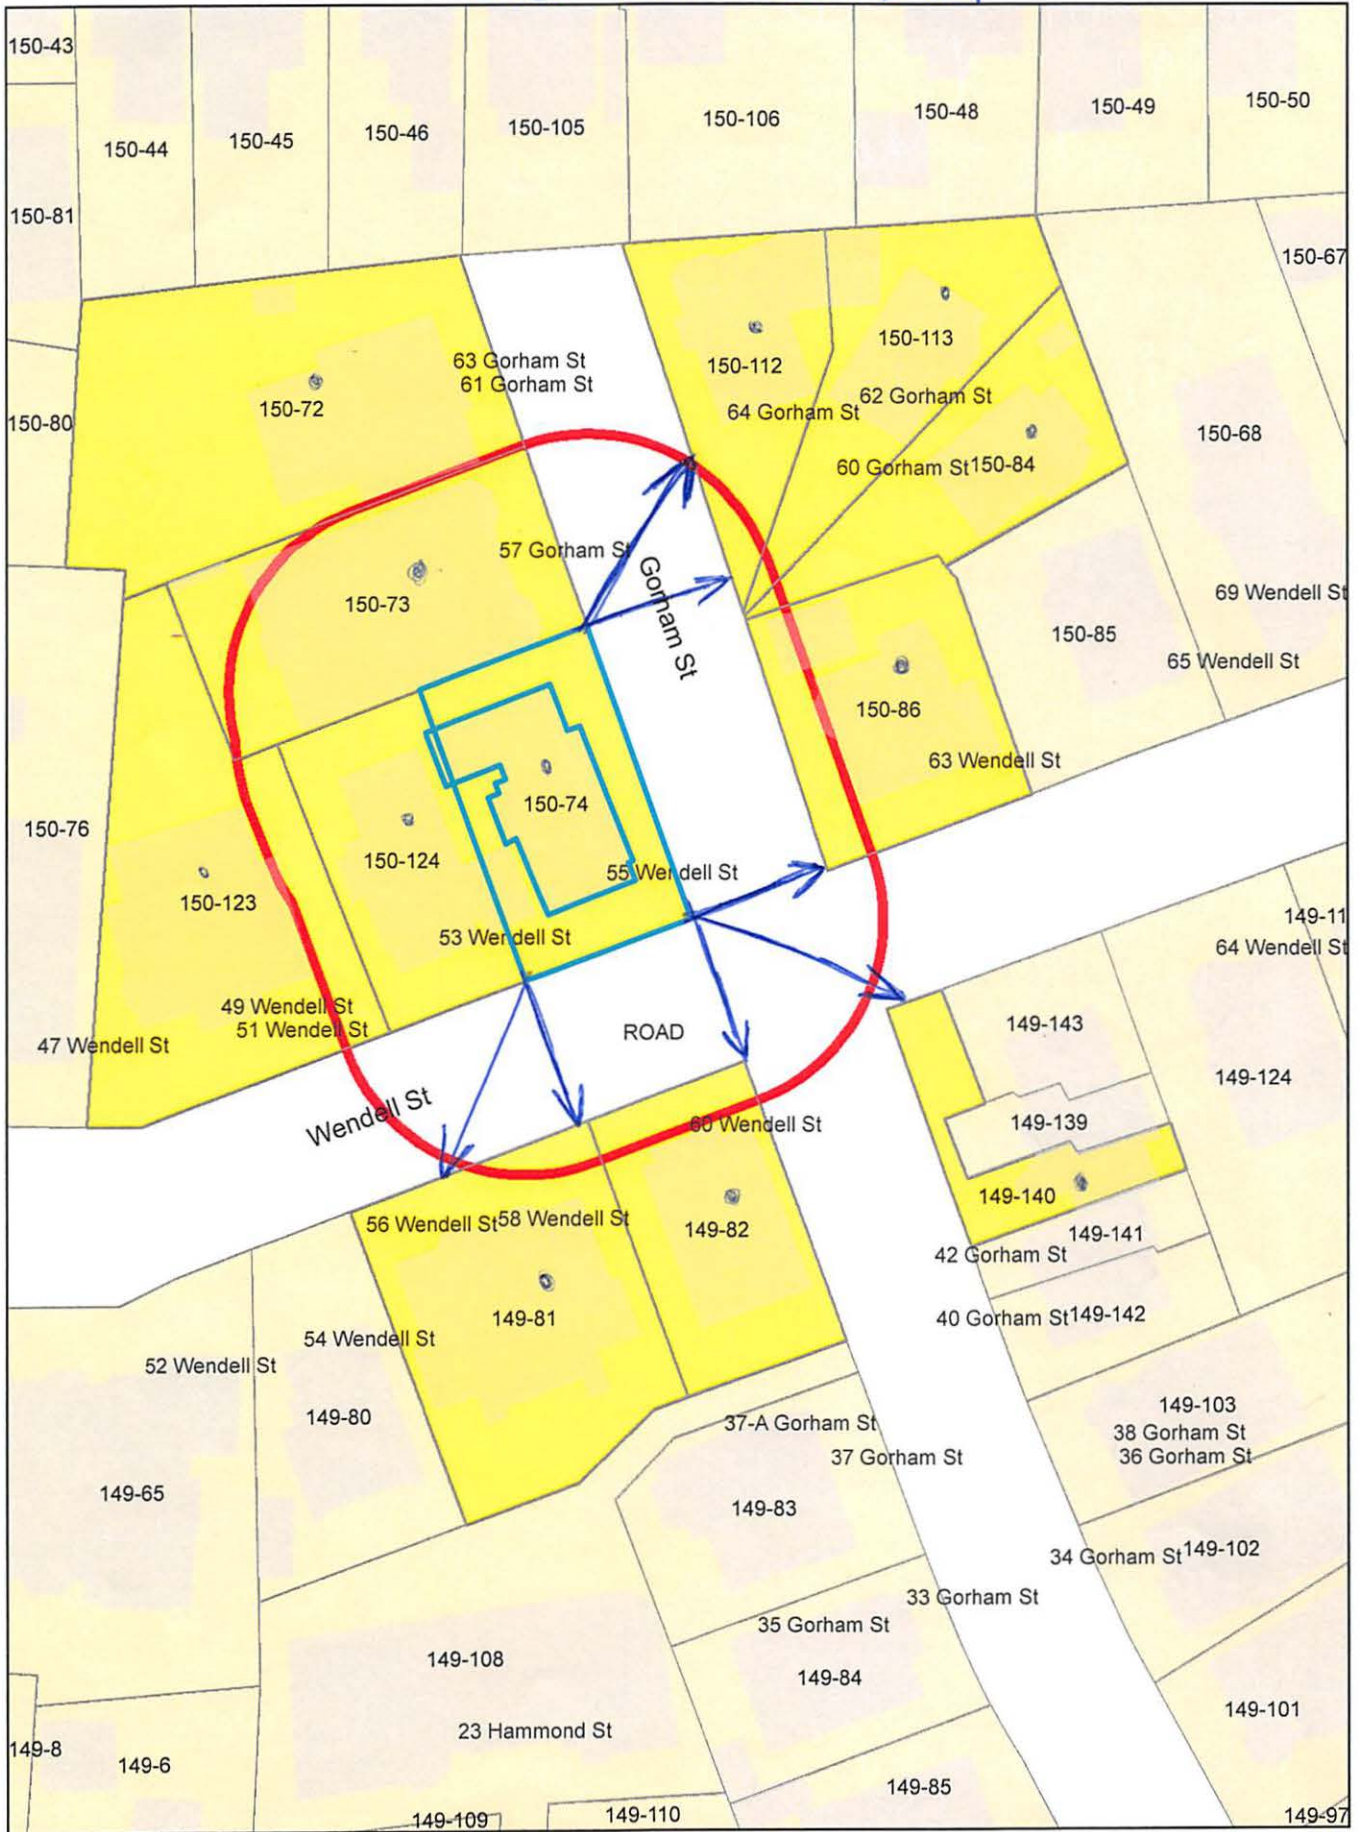 150-43
150-44
150-45
150-46
150-105
150-106
150-48
150-49
150-50
150-81
150-67
150-80
150-72
63 Gorham St
61 Gorham St
150-112
150-113
64 Gorham St
62 Gorham St
150-68
60 Gorham St
150-84
57 Gorham St
Gorham St
150-73
69 Wendell St
150-85
65 Wendell St
150-86
63 Wendell St
150-76
150-74
150-124
55 Wendell St
150-123
53 Wendell St
149-11
64 Wendell St
49 Wendell St
51 Wendell St
47 Wendell St
ROAD
149-143
149-124
Wendell St
60 Wendell St
149-139
149-140
56 Wendell St
58 Wendell St
149-82
149-141
42 Gorham St
149-81
40 Gorham St
149-142
54 Wendell St
52 Wendell St
149-80
149-103
37-A Gorham St
38 Gorham St
37 Gorham St
36 Gorham St
149-65
149-83
34 Gorham St
149-102
33 Gorham St
35 Gorham St
149-108
149-84
149-101
23 Hammond St
149-8
149-6
149-85
149-109
149-110
149-97